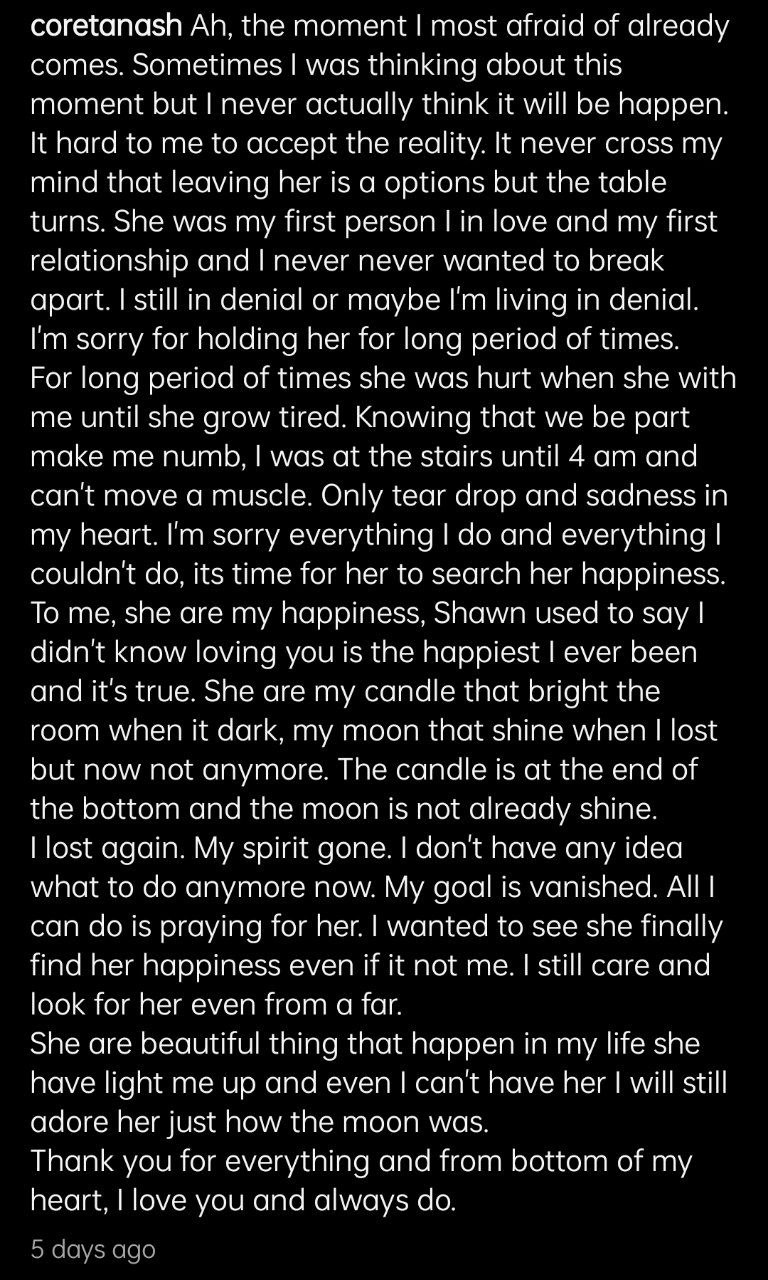 coretanash Ah, the moment I most afraid of already
comes. Sometimes I was thinking about this
moment but I never actually think it will be happen.
It hard to me to accept the reality. It never cross my
mind that leaving her is a options but the table
turns. She was my first person I in love and my first
relationship and I never never wanted to break
apart. I still in denial or maybe I'm living in denial.
I'm sorry for holding her for long period of times.
For long period of times she was hurt when she with
me until she grow tired. Knowing that we be part
make me numb, I was at the stairs until 4 am and
can't move a muscle. Only tear drop and sadness in
my heart. I'm sorry everything I do and everything I
couldn't do, its time for her to search her happiness.
To me, she are my happiness, Shawn used to say I
didn't know loving you is the happiest I ever been
and it's true. She are my candle that bright the
room when it dark, my moon that shine when I lost
but now not anymore. The candle is at the end of
the bottom and the moon is not already shine.
I lost again. My spirit gone. I don't have any idea
what to do anymore now. My goal is vanished. All I
can do is praying for her. I wanted to see she finally
find her happiness even if it not me. I still care and
look for her even from a far.
She are beautiful thing that happen in my life she
have light me up and even I can't have her I will still
adore her just how the moon was.
Thank you for everything and from bottom of my
heart, I love you and always do.
5 days ago